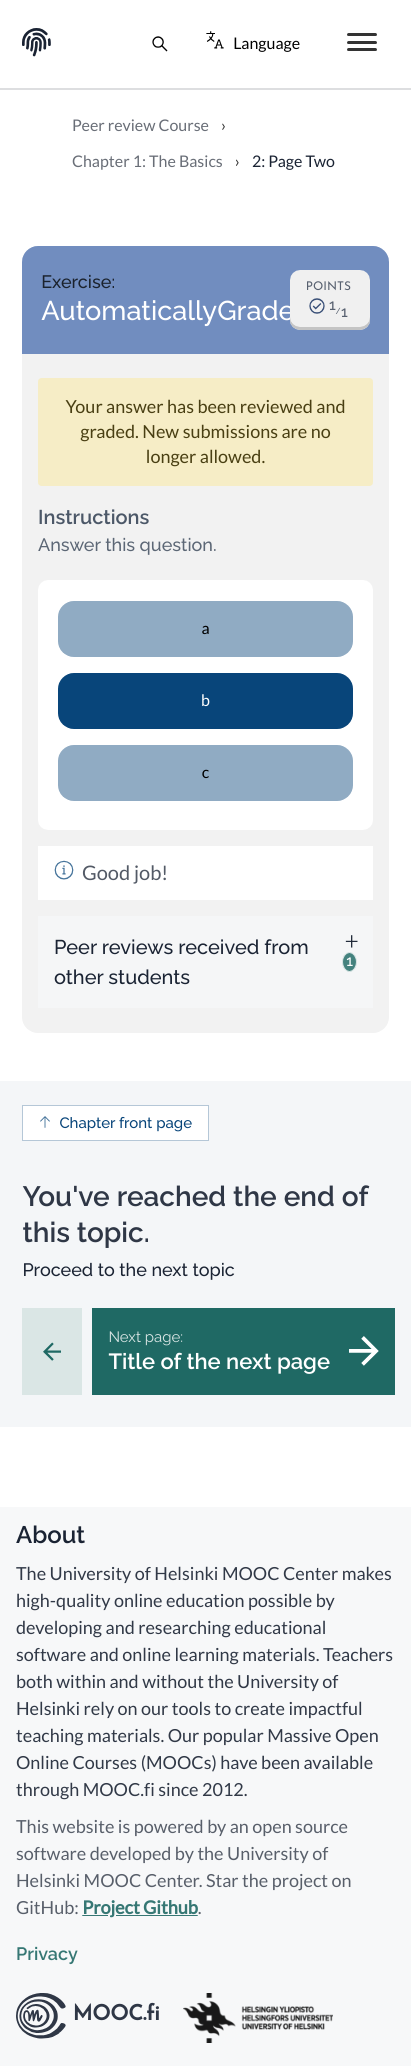 Language
Peer review Course ›
Chapter 1: The Basics › 2: Page Two
Exercise:
AutomaticallyGrade
POINTS
1/1
Your answer has been reviewed and
graded. New submissions are no
longer allowed.
Instructions
Answer this question.
a
b
c
Good job!
Peer reviews received from
other students
1
Chapter front page
You've reached the end of
this topic.
Proceed to the next topic
Next page:
Title of the next page
About
The University of Helsinki MOOC Center makes
high-quality online education possible by
developing and researching educational
software and online learning materials. Teachers
both within and without the University of
Helsinki rely on our tools to create impactful
teaching materials. Our popular Massive Open
Online Courses (MOOCs) have been available
through MOOC.fi since 2012.
This website is powered by an open source
software developed by the University of
Helsinki MOOC Center. Star the project on
GitHub: Project Github.
Privacy
MOOC.fi
HELSINGIN YLIOPISTO
HELSINGFORS UNIVERSITET
UNIVERSITY OF HELSINKI